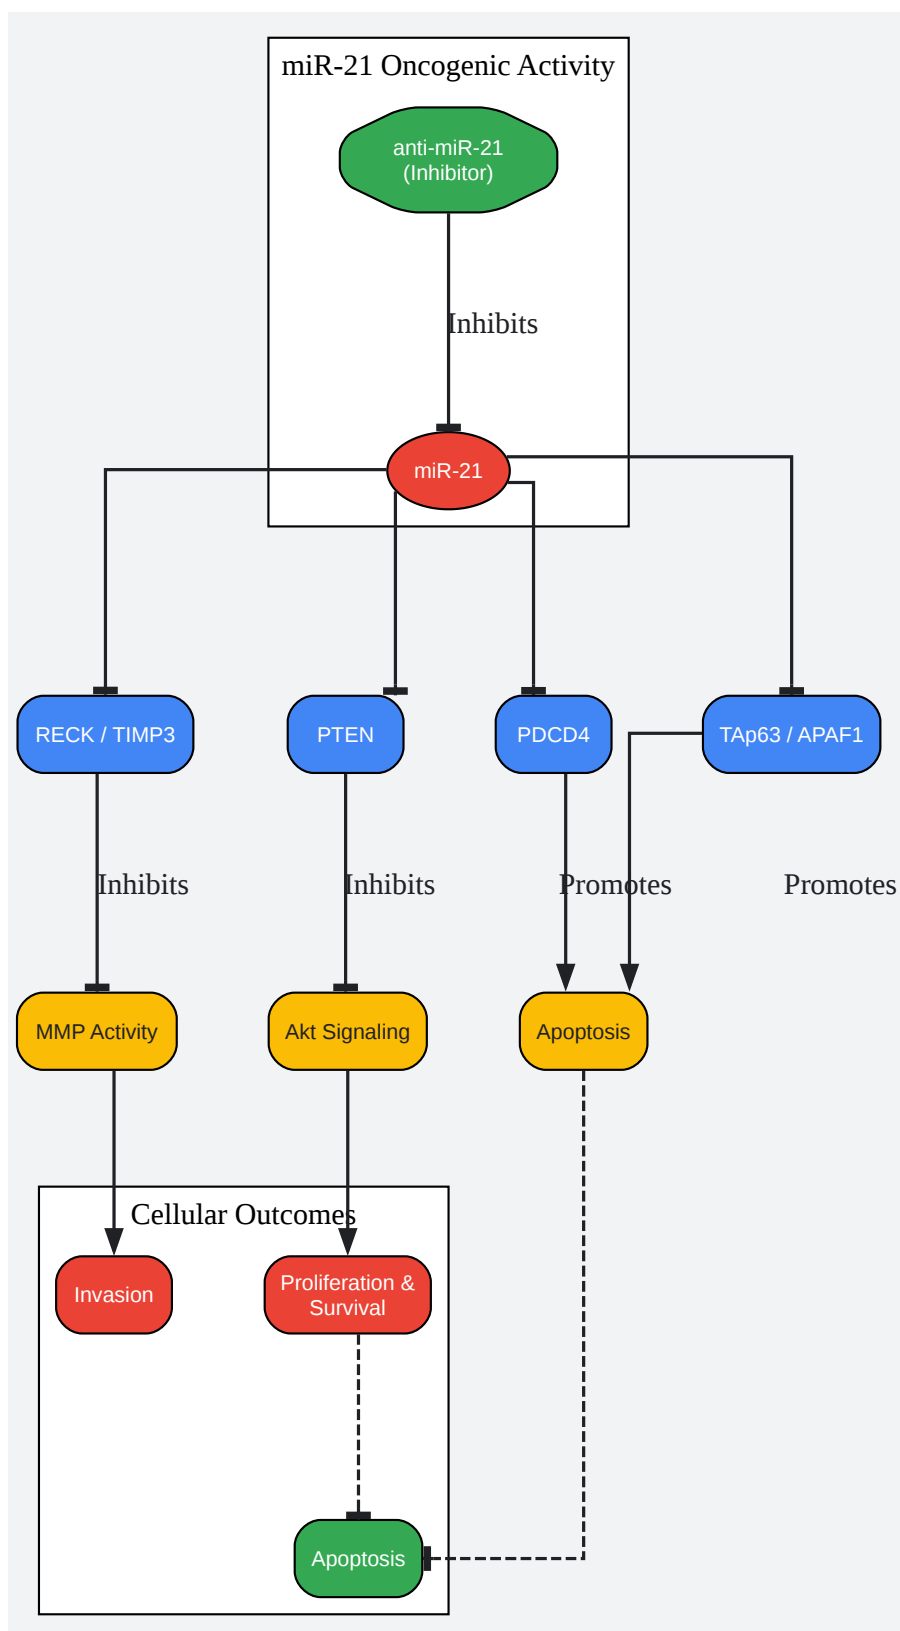 miR-21 Oncogenic Activity
anti-miR-21
(Inhibitor)
Inhibits
miR-21
RECK / TIMP3
PTEN
PDCD4
TAp63 / APAF1
Inhibits
Inhibits
Promotes
Promotes
MMP Activity
Akt Signaling
Apoptosis
Cellular Outcomes
Invasion
Proliferation &
Survival
Apoptosis